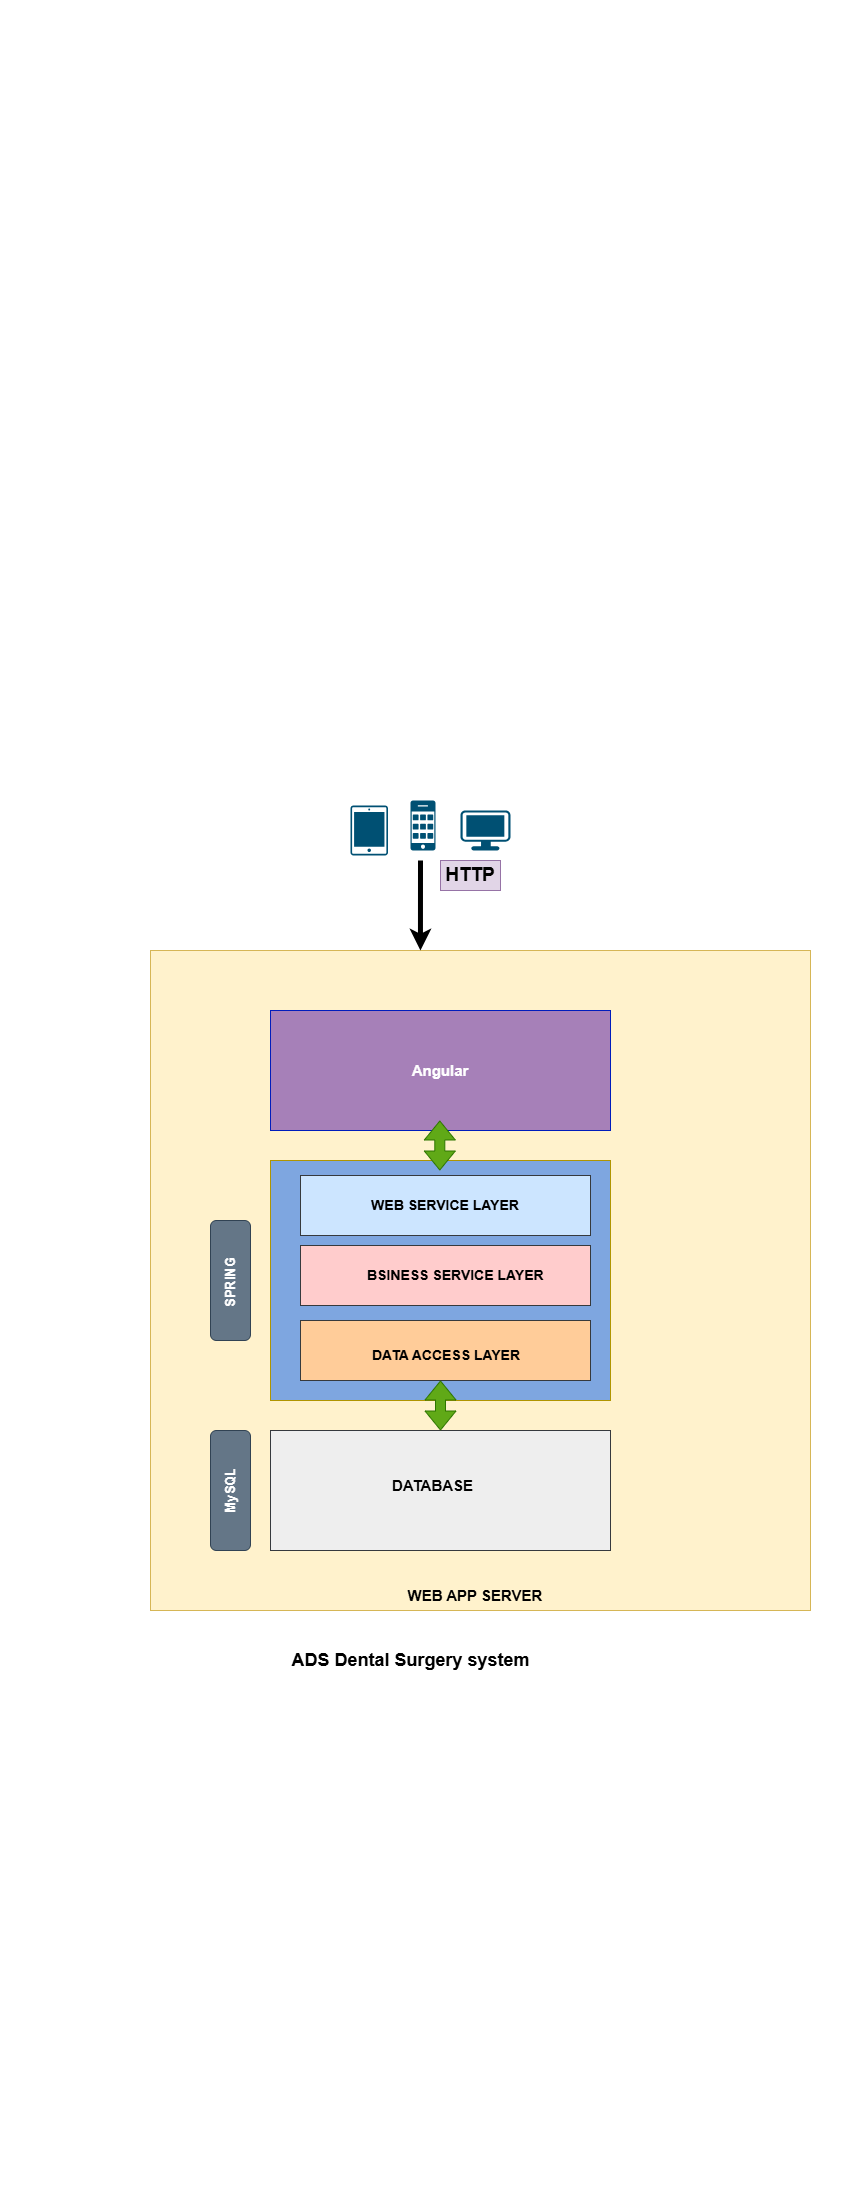 HTTP
Angular
WEB SERVICE LAYER
BSINESS SERVICE LAYER
SPRING
DATA ACCESS LAYER
DATABASE
MySQL
WEB APP SERVER
ADS Dental Surgery system